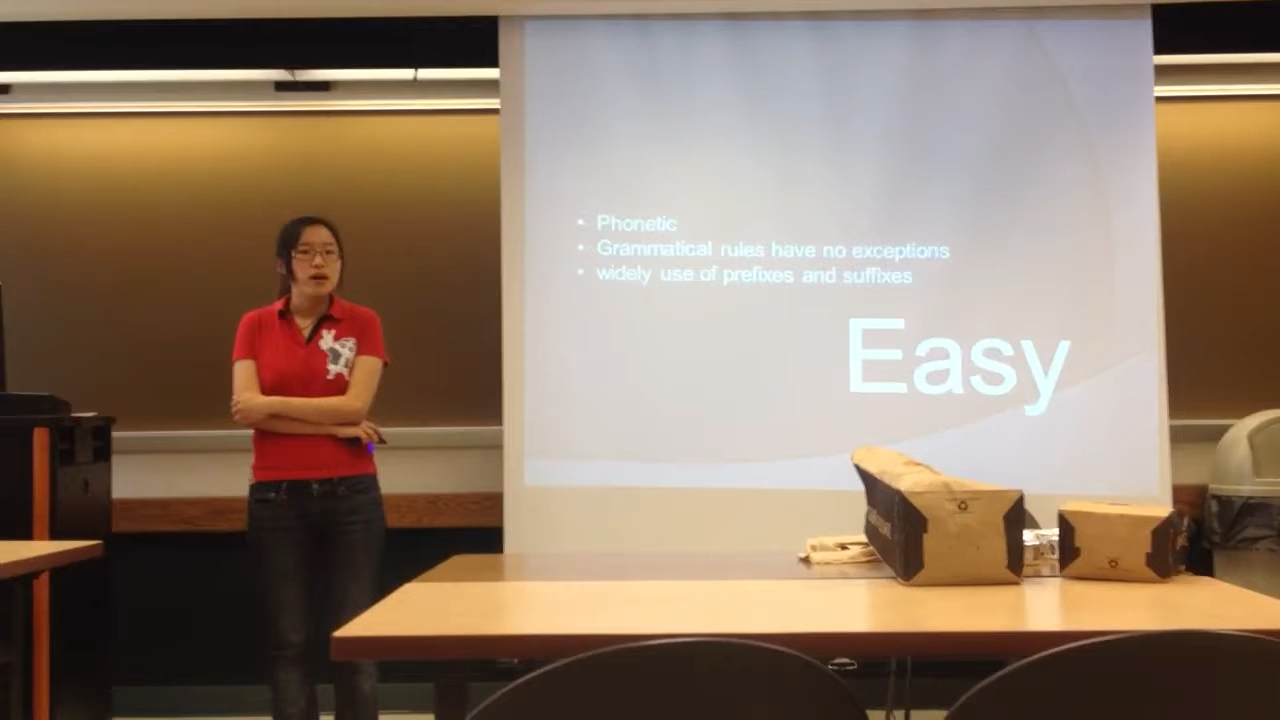 • Phonetic
• Grammatical rules have no exceptions
• widely use of prefixes and suffixes
Easy